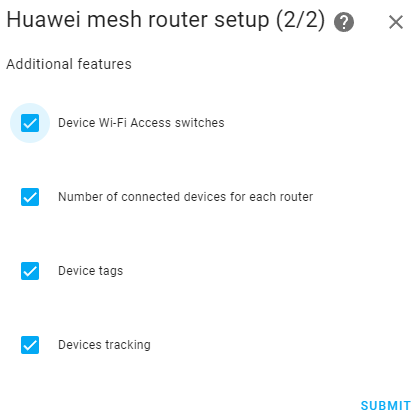 Huawei mesh router setup (2/2) ?
Additional features
Device Wi-Fi Access switches
Number of connected devices for each router
Device tags
Devices tracking
SUBMIT